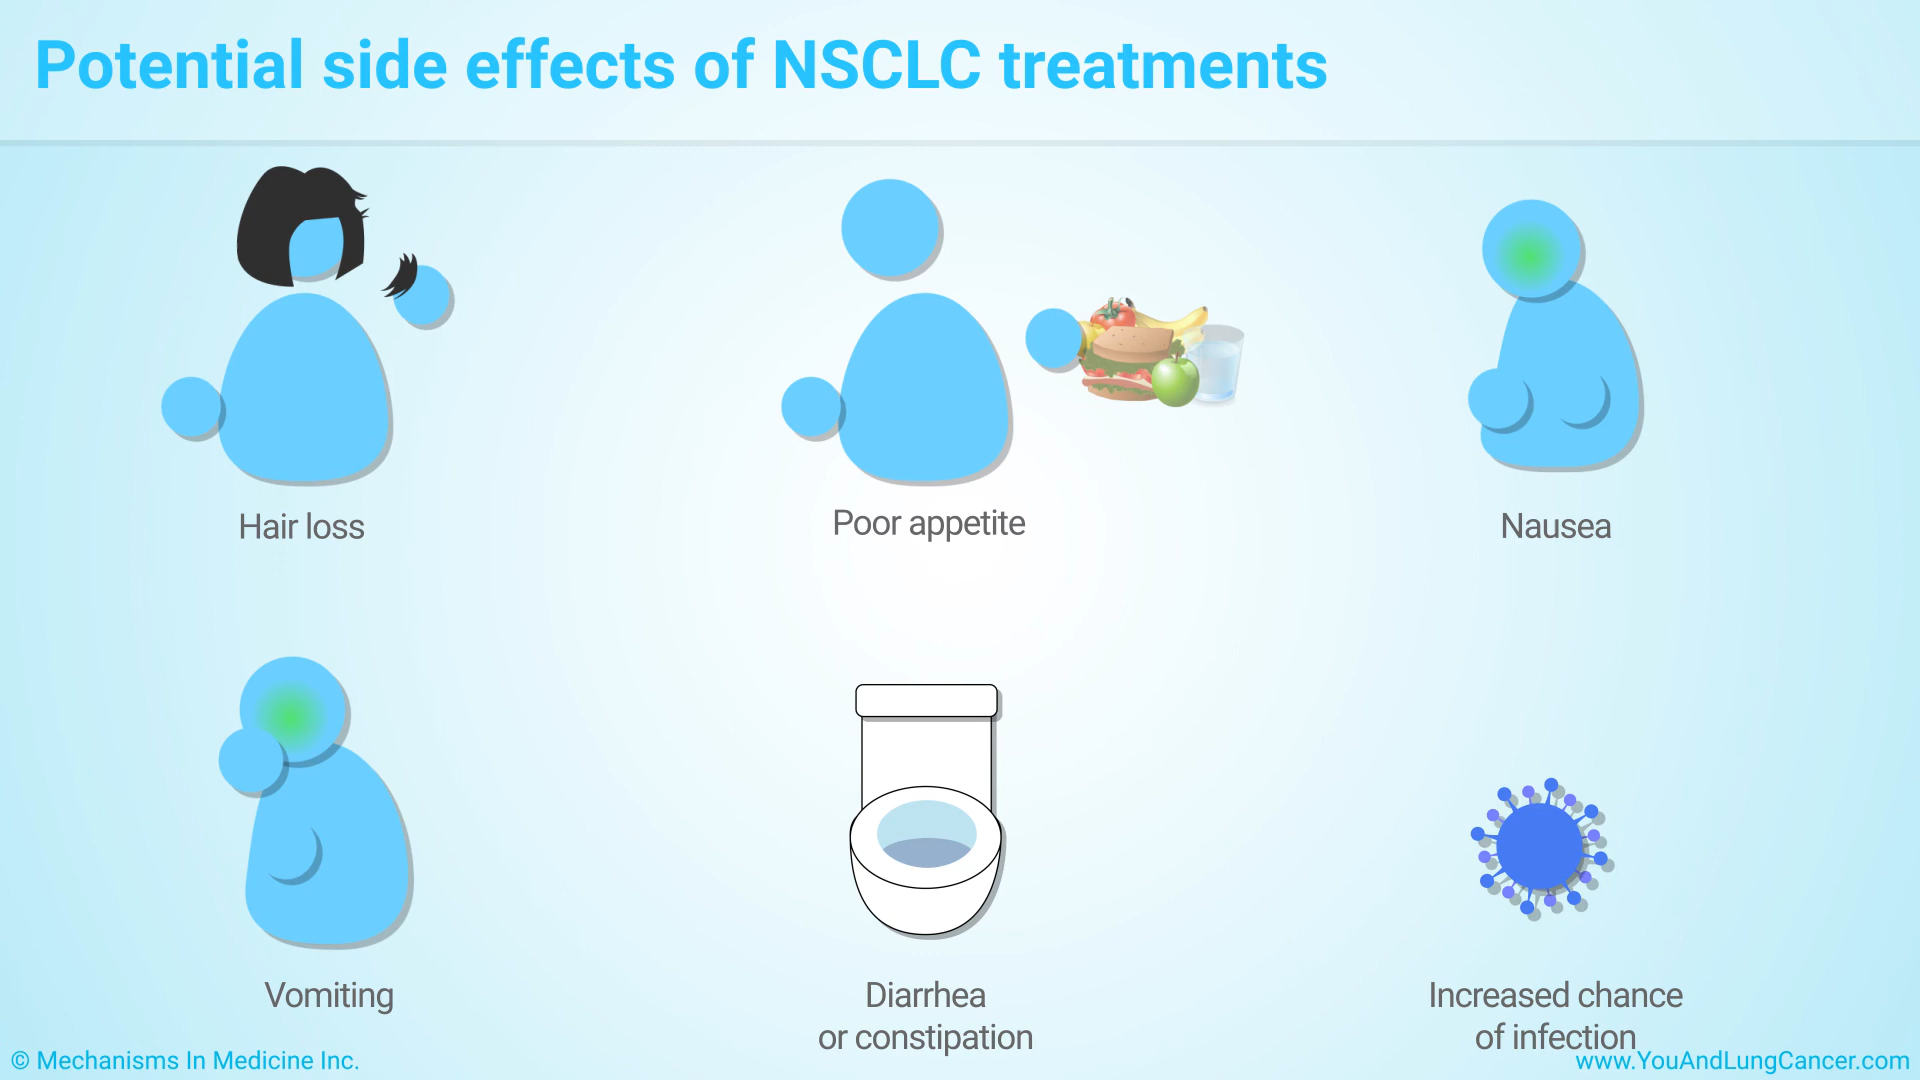 Potential side effects of NSCLC treatments
Hair loss
Poor appetite
Nausea
Vomiting
Diarrhea
or constipation
Increased chance
of infection
© Mechanisms In Medicine Inc.
www.YouAndLungCancer.com